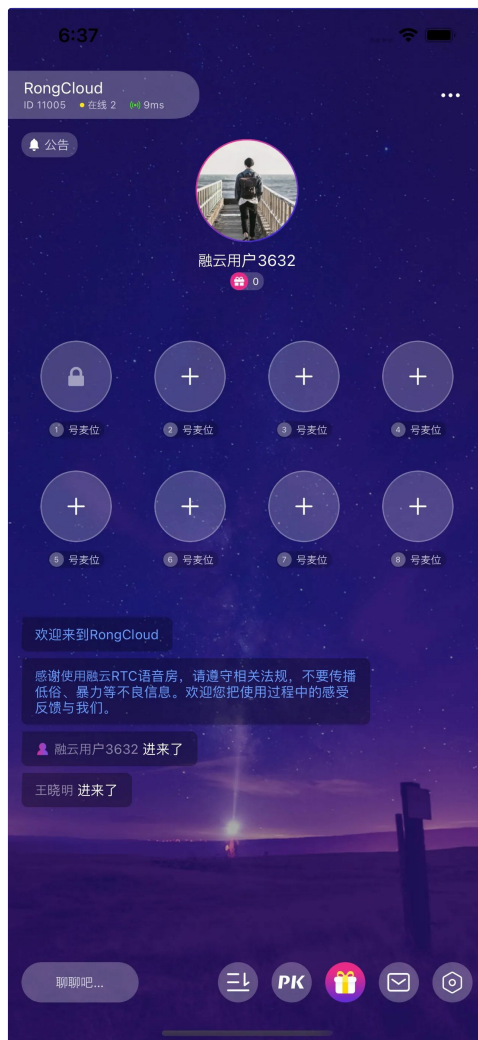 6:37
RongCloud
ID 11005 在线 2 9ms
公告
融云用户3632
0
1 号麦位 2 号麦位 3 号麦位 4 号麦位
5 号麦位 6 号麦位 7 号麦位 8 号麦位
欢迎来到RongCloud
感谢使用融云RTC语音房，请遵守相关法规，不要传播
低俗、暴力等不良信息。欢迎您把使用过程中的感受
反馈与我们。
融云用户3632 进来了
王晓明 进来了
聊聊吧... PK